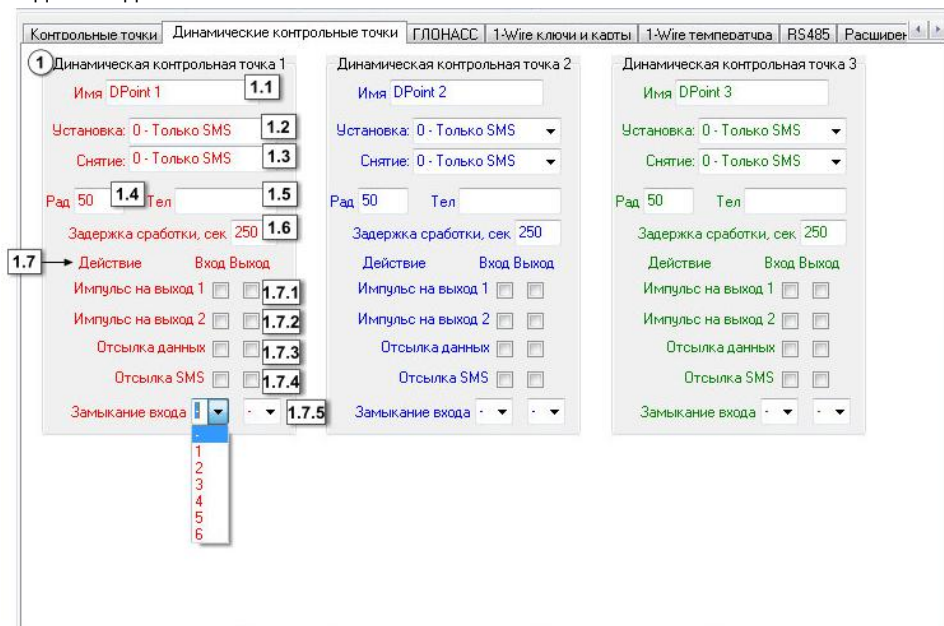 Контрольные точки Динамические контрольные точки ГЛОНАСС 1-Wire ключи и карты 1-Wire температура RS485 Расширен
1 Динамическая контрольная точка 1 Динамическая контрольная точка 2 Динамическая контрольная точка 3
Имя DPoint 1 1.1 Имя DPoint 2 Имя DPoint 3
Установка: 0 - Только SMS 1.2 Установка: 0 - Только SMS Установка: 0 - Только SMS
Снятие: 0 - Только SMS 1.3 Снятие: 0 - Только SMS Снятие: 0 - Только SMS
Рад 50 1.4 Тел 1.5 Рад 50 Тел Рад 50 Тел
Задержка сработки, сек 250 1.6 Задержка сработки, сек 250 Задержка сработки, сек 250
1.7 Действие Вход Выход Действие Вход Выход Действие Вход Выход
Импульс на выход 1 1.7.1 Импульс на выход 1 Импульс на выход 1
Импульс на выход 2 1.7.2 Импульс на выход 2 Импульс на выход 2
Отсылка данных 1.7.3 Отсылка данных Отсылка данных
Отсылка SMS 1.7.4 Отсылка SMS Отсылка SMS
Замыкание входа - - 1.7.5 Замыкание входа - - Замыкание входа - -
-
1
2
3
4
5
6